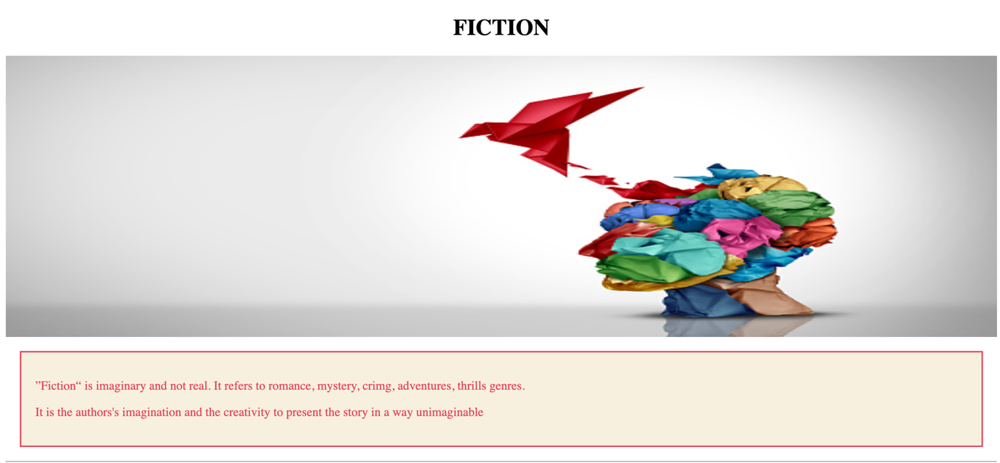 FICTION
”Fiction“ is imaginary and not real. It refers to romance, mystery, crimg, adventures, thrills genres.
It is the authors's imagination and the creativity to present the story in a way unimaginable